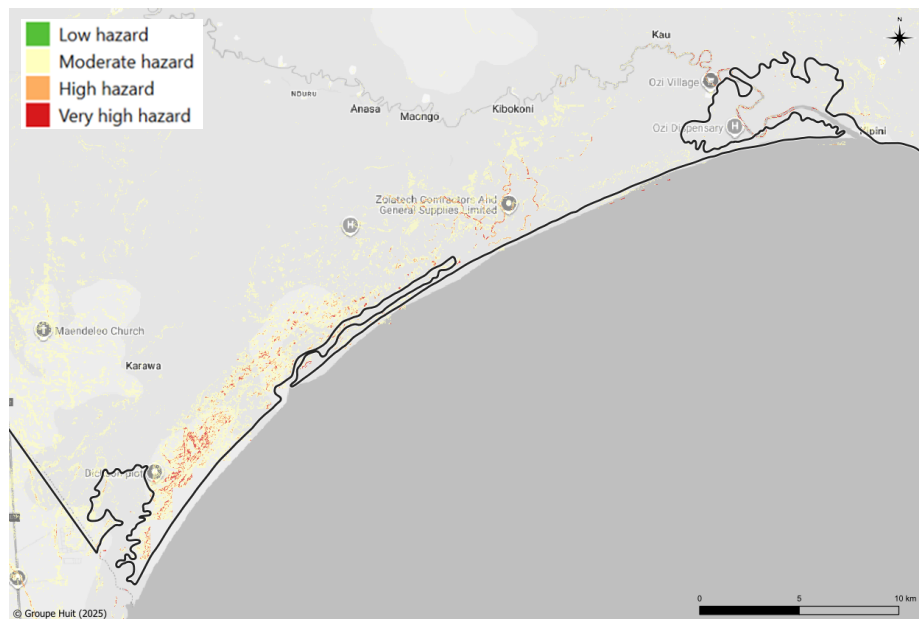 Low hazard
Moderate hazard
High hazard
Very high hazard
N
Kau
Ozi Village
NDURU
Anasa
Macngo
Kibokoni
Ozi Dispensary
Zolatech Contractors And
General Supplies Limited
Maendeleo Church
Karawa
0
5
10 km
© Groupe Huit (2025)